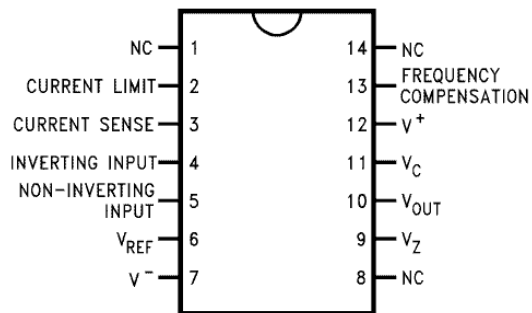 NC 1 14 NC
CURRENT LIMIT 2 13 FREQUENCY
COMPENSATION
CURRENT SENSE 3 12 V+
INVERTING INPUT 4 11 VC
NON-INVERTING
INPUT 5 10 VOUT
VREF 6 9 VZ
V- 7 8 NC